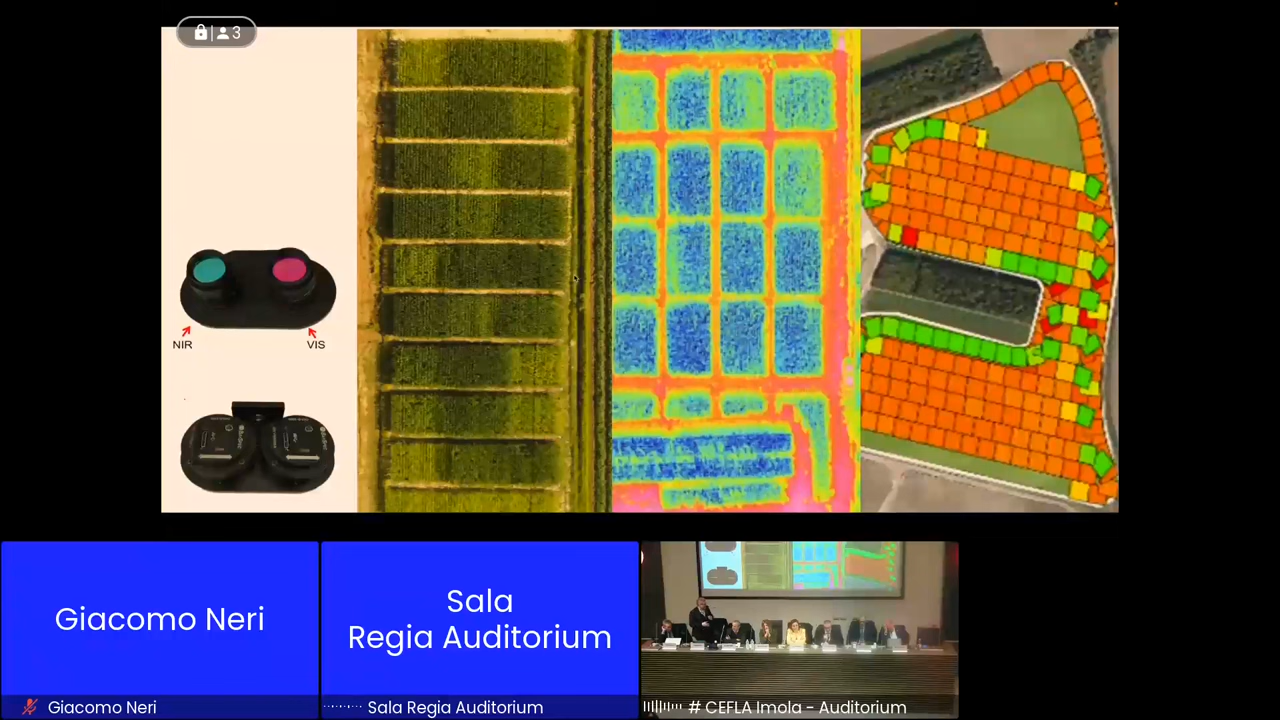 3
NIR
VIS
Giacomo Neri
Sala
Regia Auditorium
Giacomo Neri
Sala Regia Auditorium
# CEFLA Imola - Auditorium